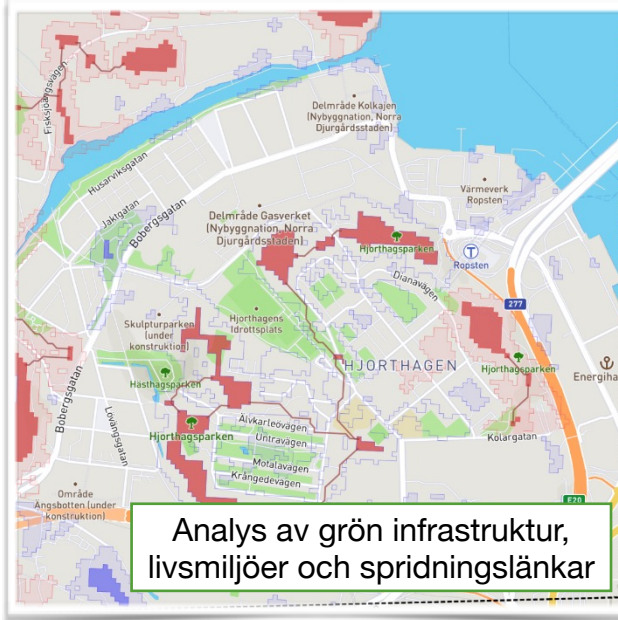 Fisksjöängsvägen
Delmråde Kolkajen
(Nybyggnation, Norra
Djurgårdsstaden)
Husarviksgatan
Jaktgatan
Bobergsgatan
Värmeverk
Ropsten
Delmråde Gasverket
(Nybyggnation, Norra
Djurgårdsstaden)
Hjorthagsparken
T
Ropsten
Dianavägen
277
Skulpturparken
(under
konstruktion)
Hjorthagens
Idrottsplats
HJORTHAGEN
Hjorthagsparken
Energiha
Hasthagsparken
Bobergsgatan
Lövängsgatan
Hjorthagsparken
Älvkarleövägen
Untravägen
Motalavägen
Krångedevägen
Kolargatan
Område
Ängsbotten (under
konstruktion)
E20
Analys av grön infrastruktur,
livsmiljöer och spridningslänkar